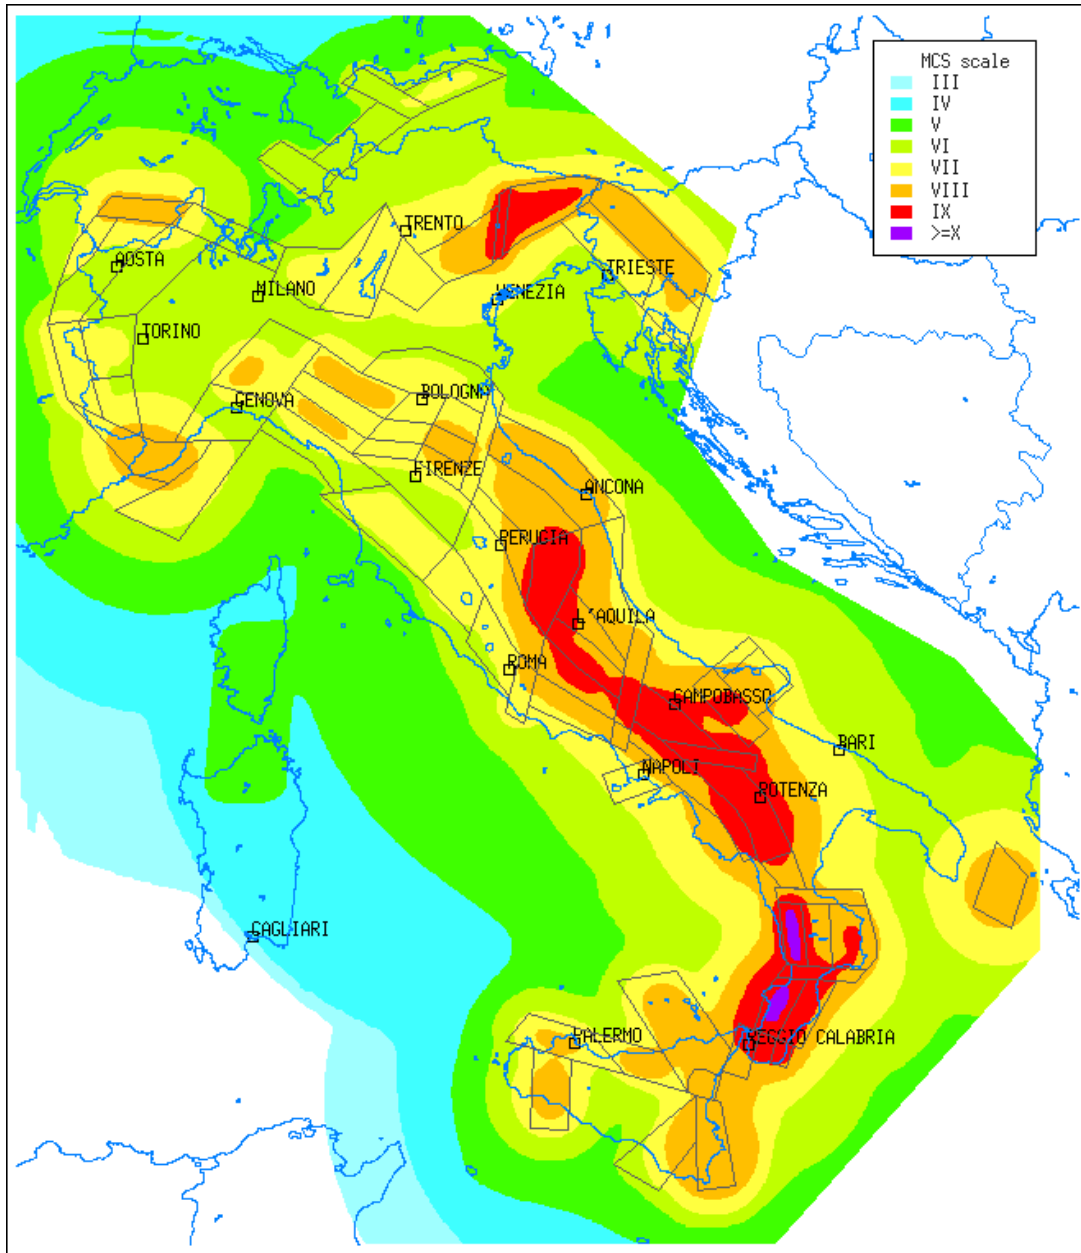 MCS scale
III
IV
V
VI
VII
VIII
IX
>=X
TRENTO
AOSTA
TRIESTE
MILANO
VENEZIA
TORINO
GENOVA
BOLOGNA
FIRENZE
ANCONA
PERUGIA
L'AQUILA
ROMA
CAMPOBASSO
BARI
NAPOLI
POTENZA
CAGLIARI
PALERMO
REGGIO CALABRIA